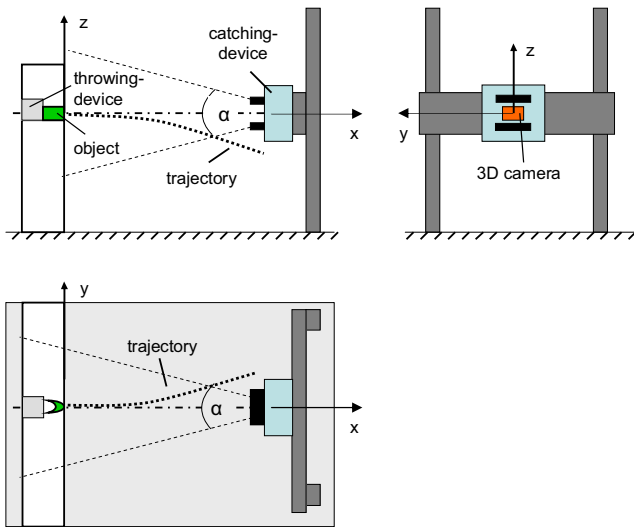 z
throwing-
device
object
α
trajectory
catching-
device
x
z
y
3D camera
y
trajectory
α
x